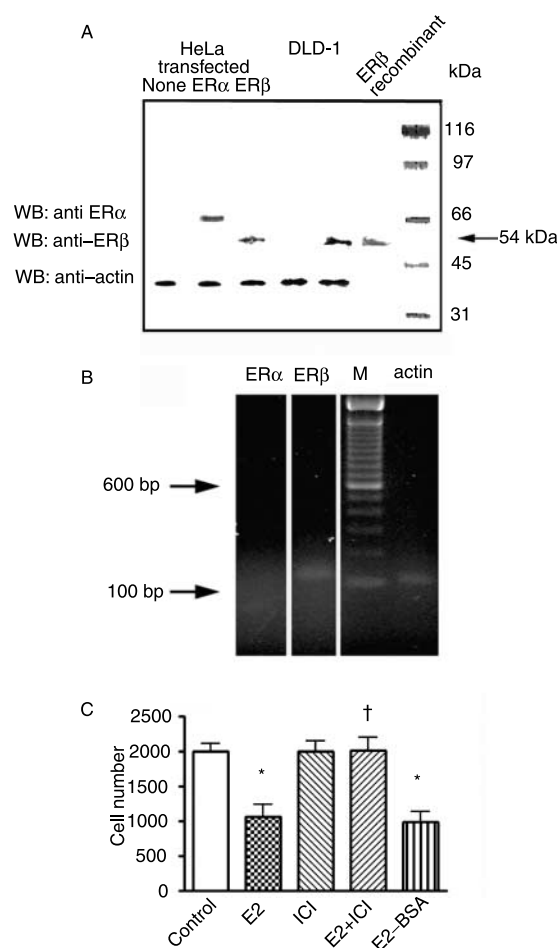 A
HeLa
transfected
None ERα ERβ
DLD-1
ERβ
recombinant
kDa
116
97
WB: anti ERα
66
WB: anti–ERβ
54 kDa
45
WB: anti–actin
31
B
ERα ERβ M actin
600 bp
100 bp
C
2500
2000
1500
1000
500
0
Cell number
*
†
*
Control
E2
ICI
E2+ICI
E2–BSA